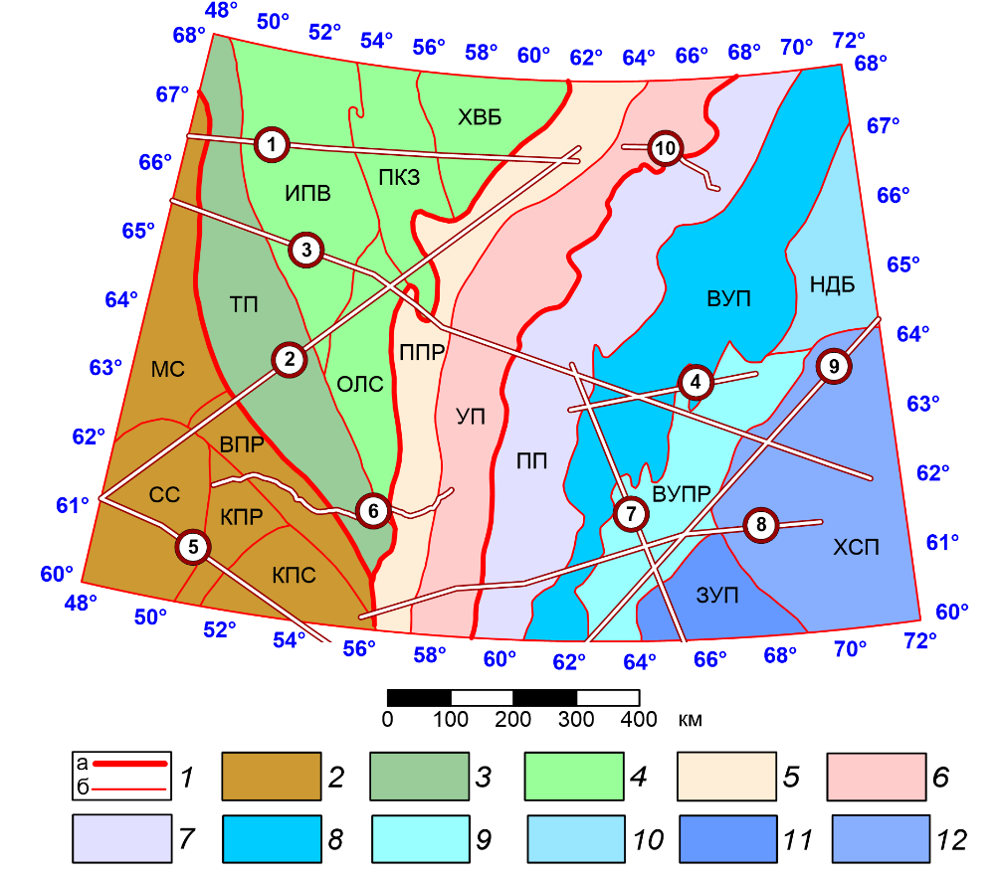 48° 50° 52° 54° 56° 58° 60° 62° 64° 66° 68° 70° 72°
68° 68°
67° 67°
66° 66°
65° 65°
64° 64°
63° 63°
62° 62°
61° 61°
60° 60°
ХВБ
1 10
ПКЗ
ИПВ
3
НДБ
ТП ВУП
ППР
2 9
МС 4
ОЛС
УП
ВПР
ПП
СС ВУПР
6 7
КПР 8
5 ХСП
КПС ЗУП
48° 50° 52° 54° 56° 58° 60° 62° 64° 66° 68° 70° 72°
0 100 200 300 400 км
а
б
1 2 3 4 5 6
7 8 9 10 11 12